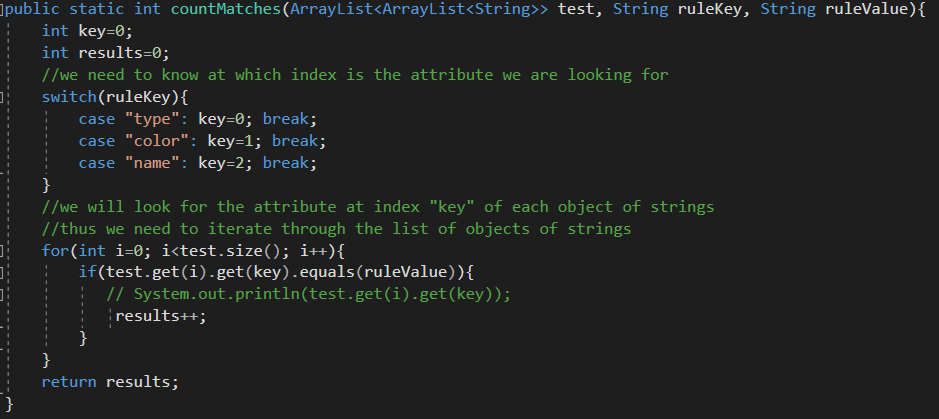 public static int countMatches(ArrayList<ArrayList<String>> test, String ruleKey, String ruleValue){
int key=0;
int results=0;
//we need to know at which index is the attribute we are looking for
switch(ruleKey){
case "type": key=0; break;
case "color": key=1; break;
case "name": key=2; break;
}
//we will look for the attribute at index "key" of each object of strings
//thus we need to iterate through the list of objects of strings
for(int i=0; i<test.size(); i++){
if(test.get(i).get(key).equals(ruleValue)){
// System.out.println(test.get(i).get(key));
results++;
}
}
return results;
}